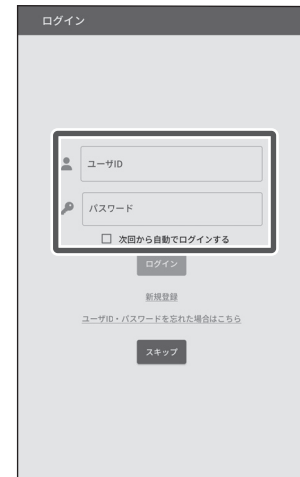 ログイン
ユーザID
パスワード
次回から自動でログインする
ログイン
新規登録
ユーザID・パスワードを忘れた場合はこちら
スキップ